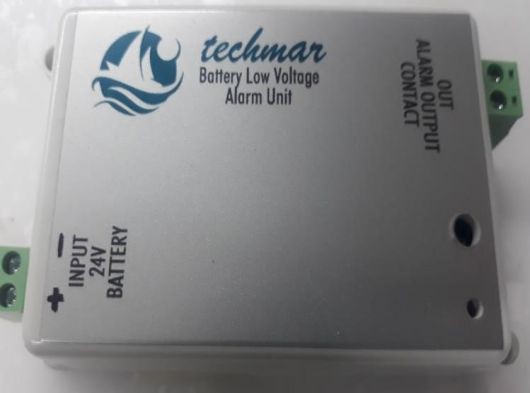 techmar
Battery Low Voltage
Alarm Unit
OUT
ALARM OUTPUT
CONTACT
− 
INPUT
24V
BATTERY
+